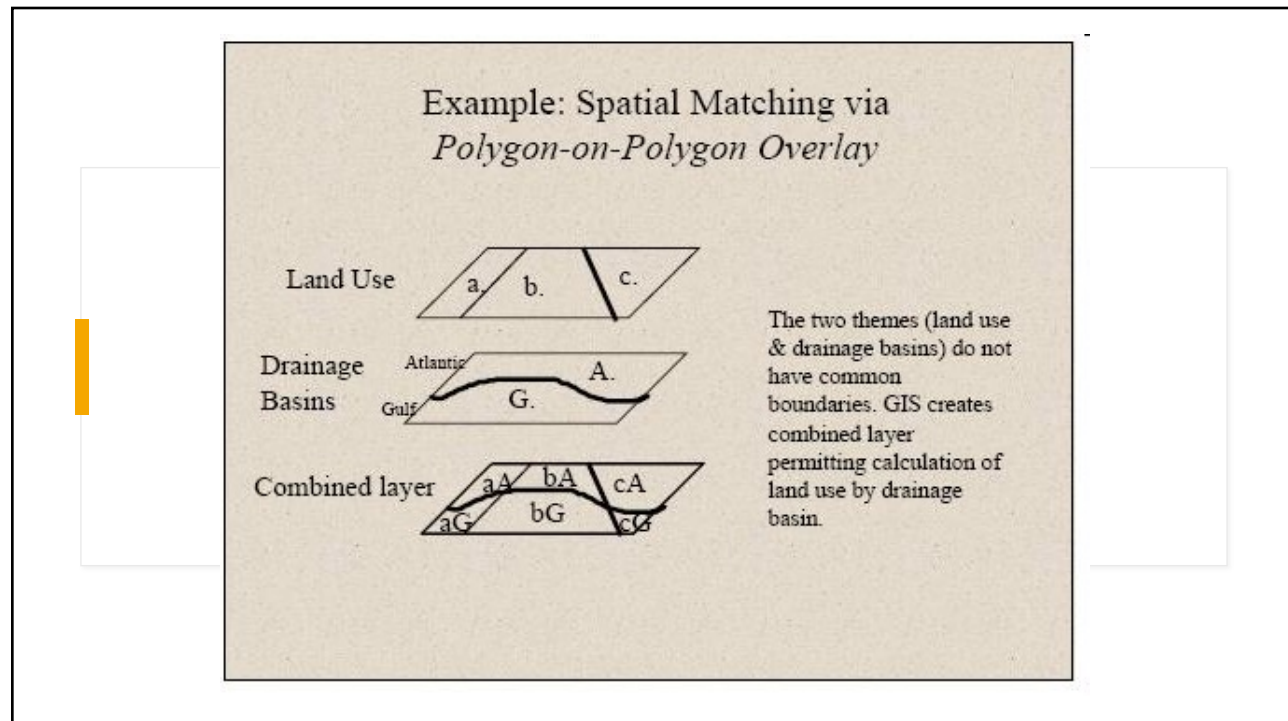 Example: Spatial Matching via
Polygon-on-Polygon Overlay
Land Use
a.
b.
c.
Drainage
Basins
Atlantic
Gulf
A.
G.
The two themes (land use
& drainage basins) do not
have common
boundaries. GIS creates
combined layer
permitting calculation of
land use by drainage
basin.
Combined layer
aA
bA
cA
aG
bG
cG